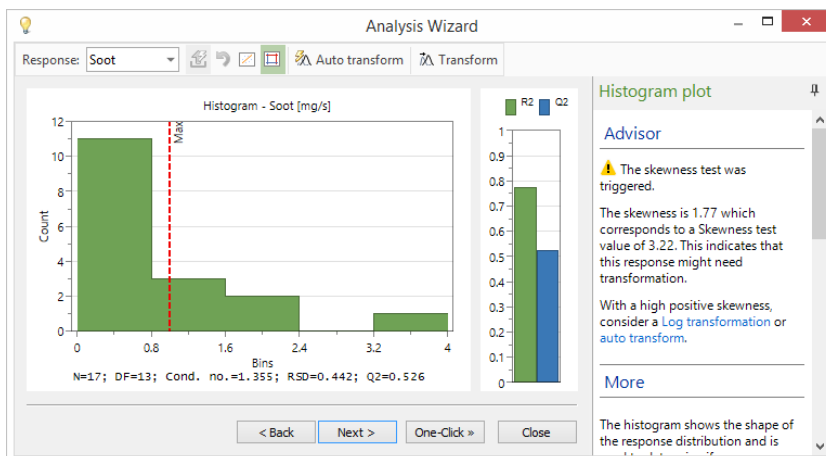 Analysis Wizard
Response: Soot Auto transform Transform
Histogram - Soot [mg/s]
12
10
8
6
4
2
0
Count
Max
0 0.8 1.6 2.4 3.2 4
Bins
N=17; DF=13; Cond. no.=1.355; RSD=0.442; Q2=0.526
R2 Q2
1
0.9
0.8
0.7
0.6
0.5
0.4
0.3
0.2
0.1
0
< Back Next > One-Click » Close
Histogram plot
Advisor
The skewness test was
triggered.
The skewness is 1.77 which
corresponds to a Skewness test
value of 3.22. This indicates that
this response might need
transformation.
With a high positive skewness,
consider a Log transformation or
auto transform.
More
The histogram shows the shape of
the response distribution and is